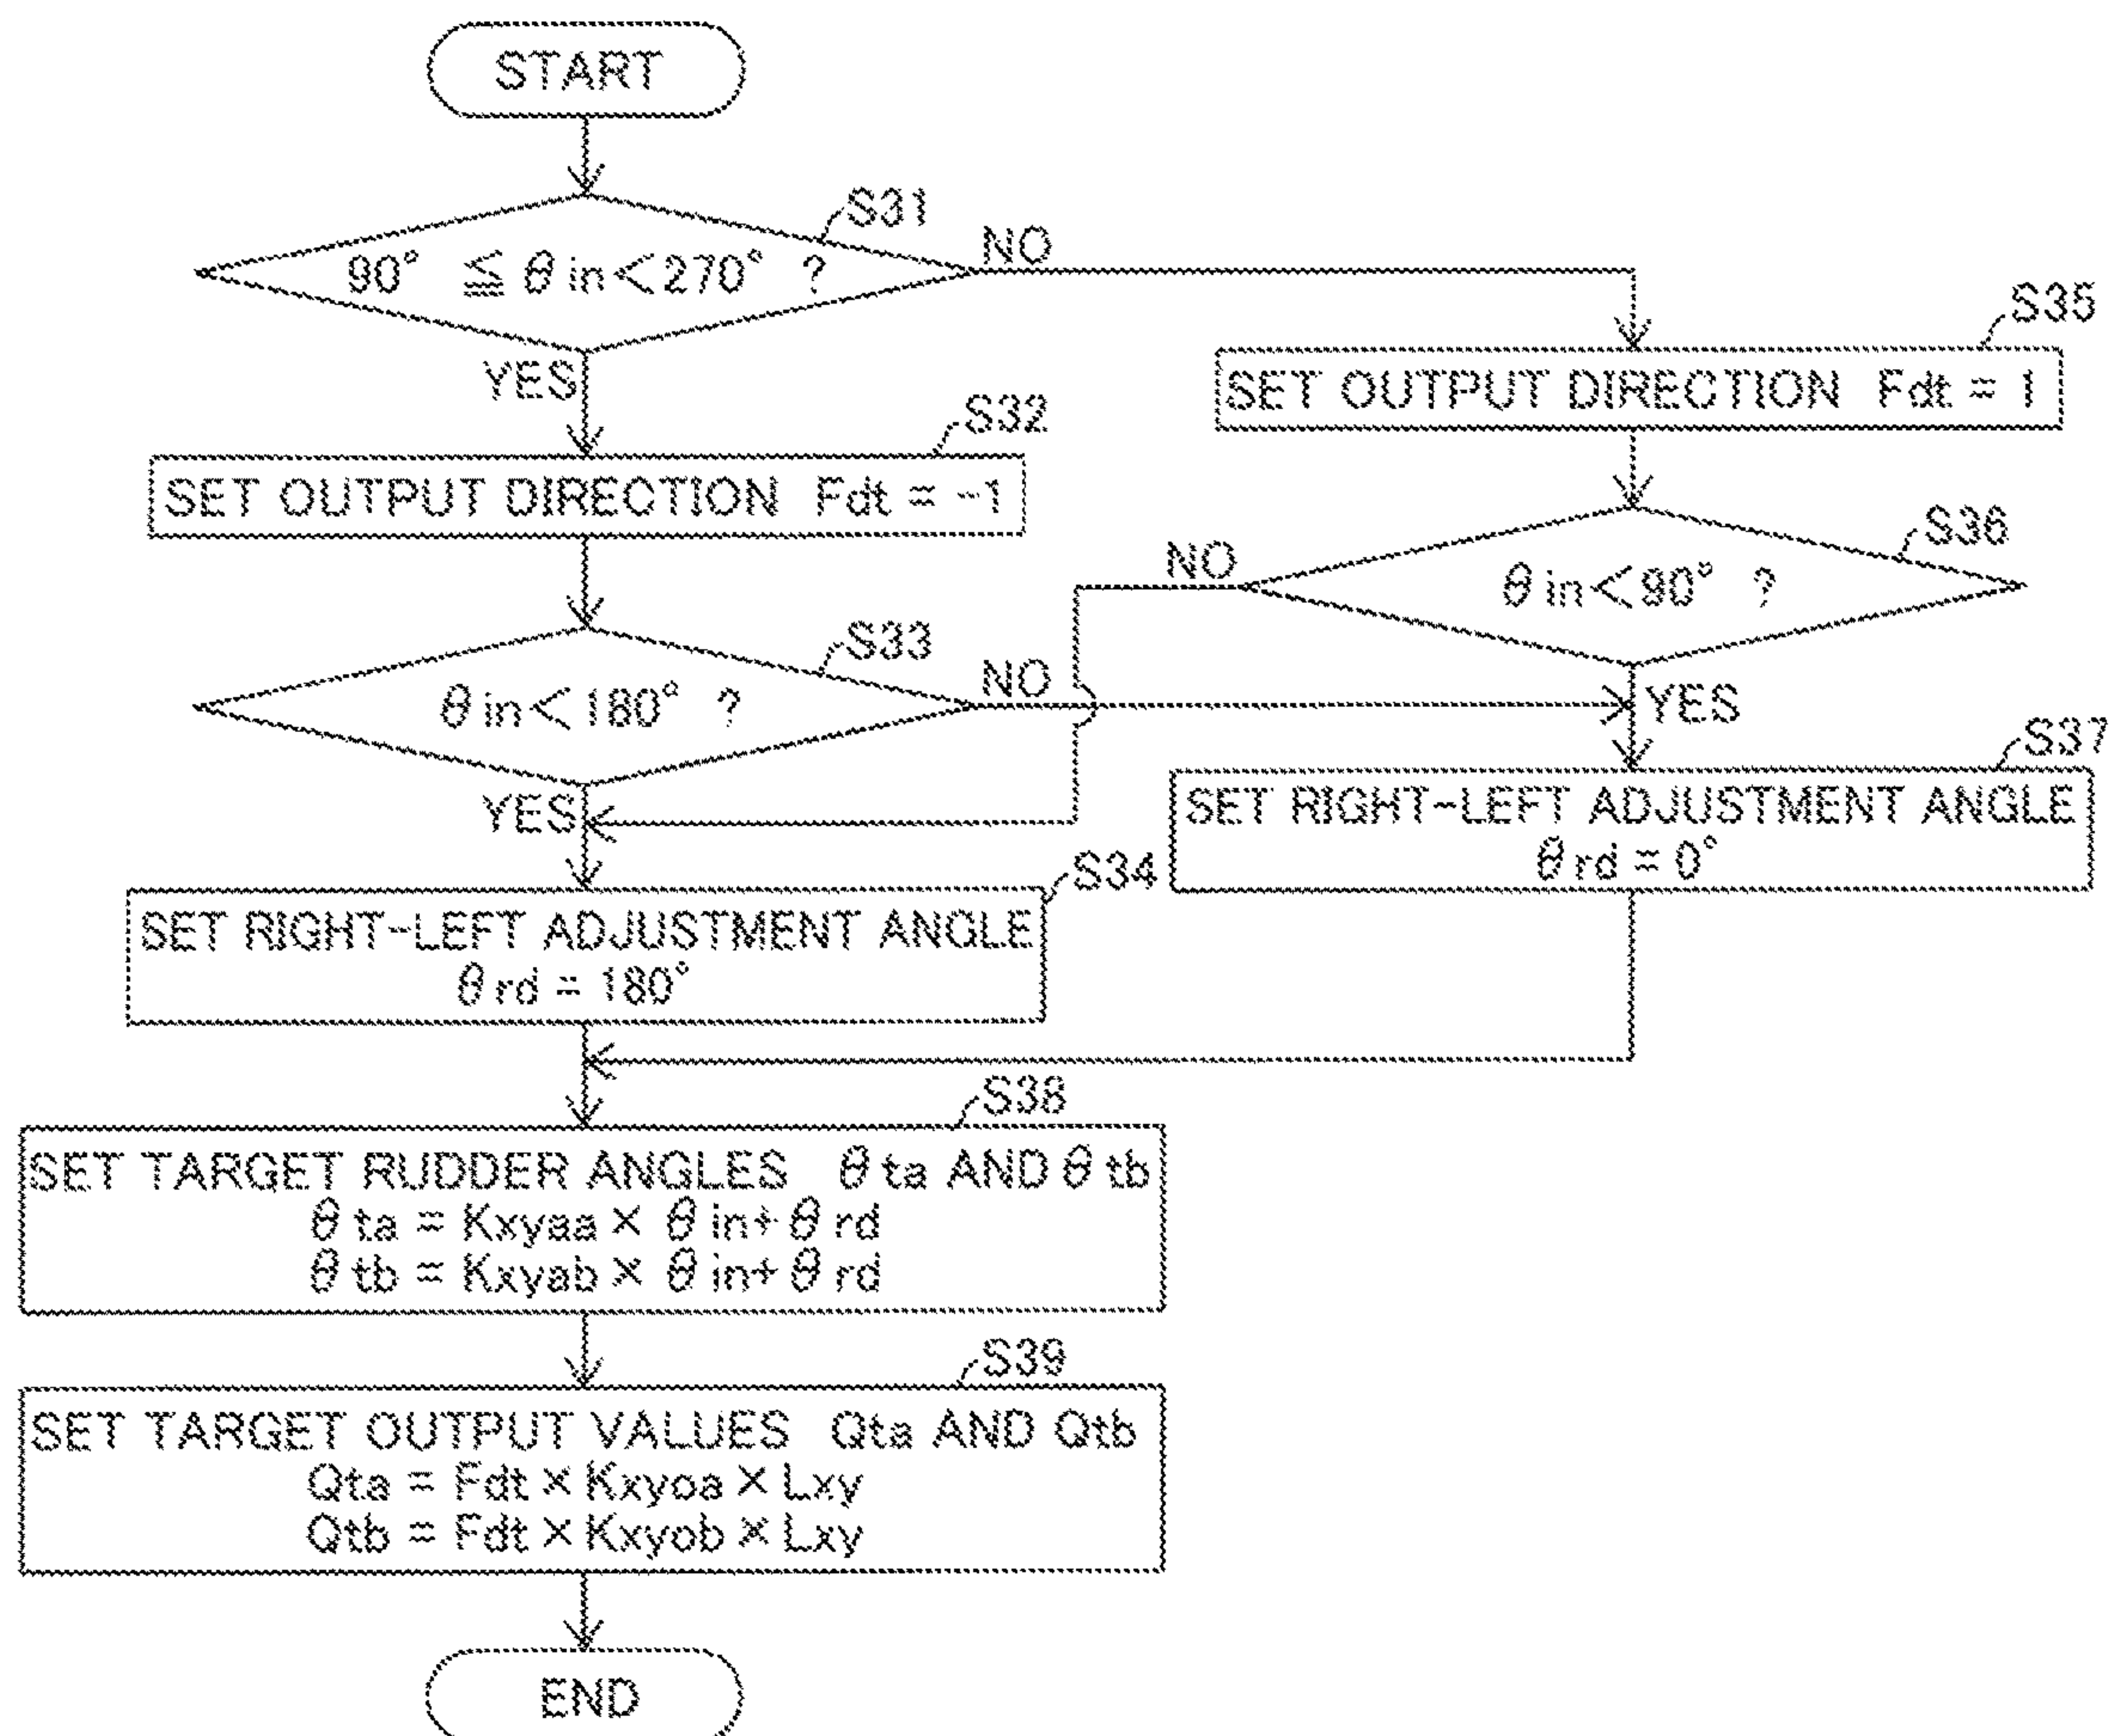 START
S31
90° ≦ θ in<270° ?
NO
YES
S35
SET OUTPUT DIRECTION Fdt = 1
S32
SET OUTPUT DIRECTION Fdt = -1
S36
θ in<90° ?
NO
YES
S33
θ in<180° ?
NO
YES
S37
SET RIGHT-LEFT ADJUSTMENT ANGLE
θ rd = 0°
S34
SET RIGHT-LEFT ADJUSTMENT ANGLE
θ rd = 180°
S38
SET TARGET RUDDER ANGLES θ ta AND θ tb
θ ta = Kxyaa × θ in+ θ rd
θ tb = Kxyab × θ in+ θ rd
S39
SET TARGET OUTPUT VALUES Qta AND Qtb
Qta = Fdt × Kxyoa × Lxy
Qtb = Fdt × Kxyob × Lxy
END